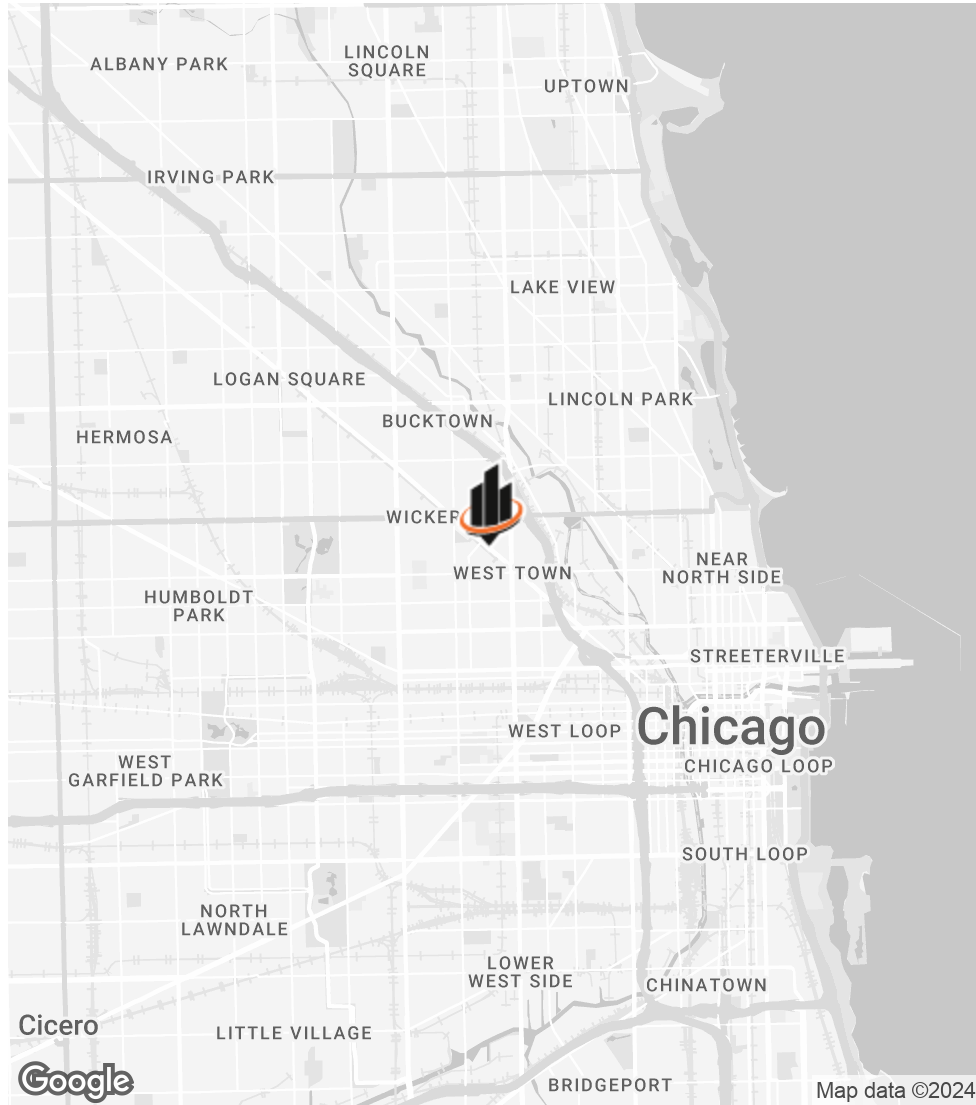 ALBANY PARK
LINCOLN
SQUARE
UPTOWN
IRVING PARK
LAKE VIEW
LOGAN SQUARE
LINCOLN PARK
BUCKTOWN
HERMOSA
WICKER
WEST TOWN
NEAR
NORTH SIDE
HUMBOLDT
PARK
STREETERVILLE
WEST LOOP
Chicago
CHICAGO LOOP
WEST
GARFIELD PARK
SOUTH LOOP
NORTH
LAWNDALE
LOWER
WEST SIDE
CHINATOWN
Cicero
LITTLE VILLAGE
Google
BRIDGEPORT
Map data ©2024